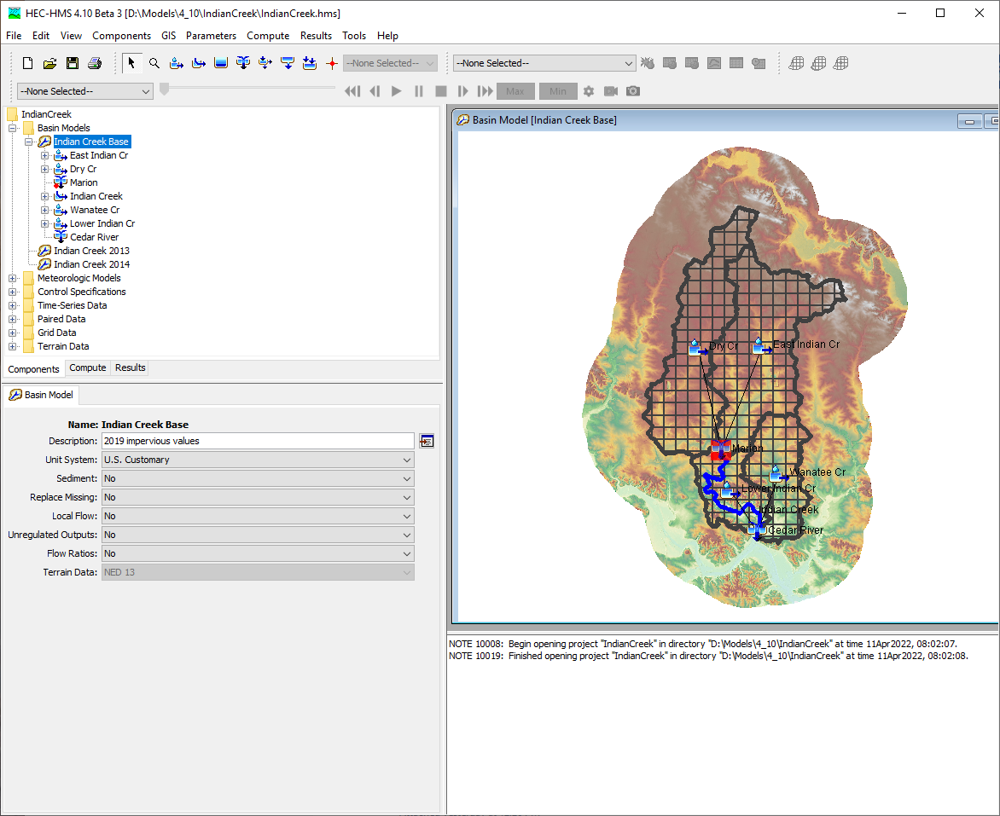 HEC-HMS 4.10 Beta 3 [D:\Models\4_10\IndianCreek\IndianCreek.hms]
File Edit View Components GIS Parameters Compute Results Tools Help
--None Selected-- --None Selected--
--None Selected-- Max Min
IndianCreek
Basin Models
Indian Creek Base
East Indian Cr
Dry Cr
Marion
Indian Creek
Wanatee Cr
Lower Indian Cr
Cedar River
Indian Creek 2013
Indian Creek 2014
Meteorologic Models
Control Specifications
Time-Series Data
Paired Data
Grid Data
Terrain Data
Components Compute Results
Basin Model
Name: Indian Creek Base
Description: 2019 impervious values
Unit System: U.S. Customary
Sediment: No
Replace Missing: No
Local Flow: No
Unregulated Outputs: No
Flow Ratios: No
Terrain Data: NED 13
Basin Model [Indian Creek Base]
Dry Cr East Indian Cr
Marion
Wanatee Cr
Lower Indian Cr
Indian Creek
Cedar River
NOTE 10008: Begin opening project "IndianCreek" in directory "D:\Models\4_10\IndianCreek" at time 11Apr2022, 08:02:07.
NOTE 10019: Finished opening project "IndianCreek" in directory "D:\Models\4_10\IndianCreek" at time 11Apr2022, 08:02:08.